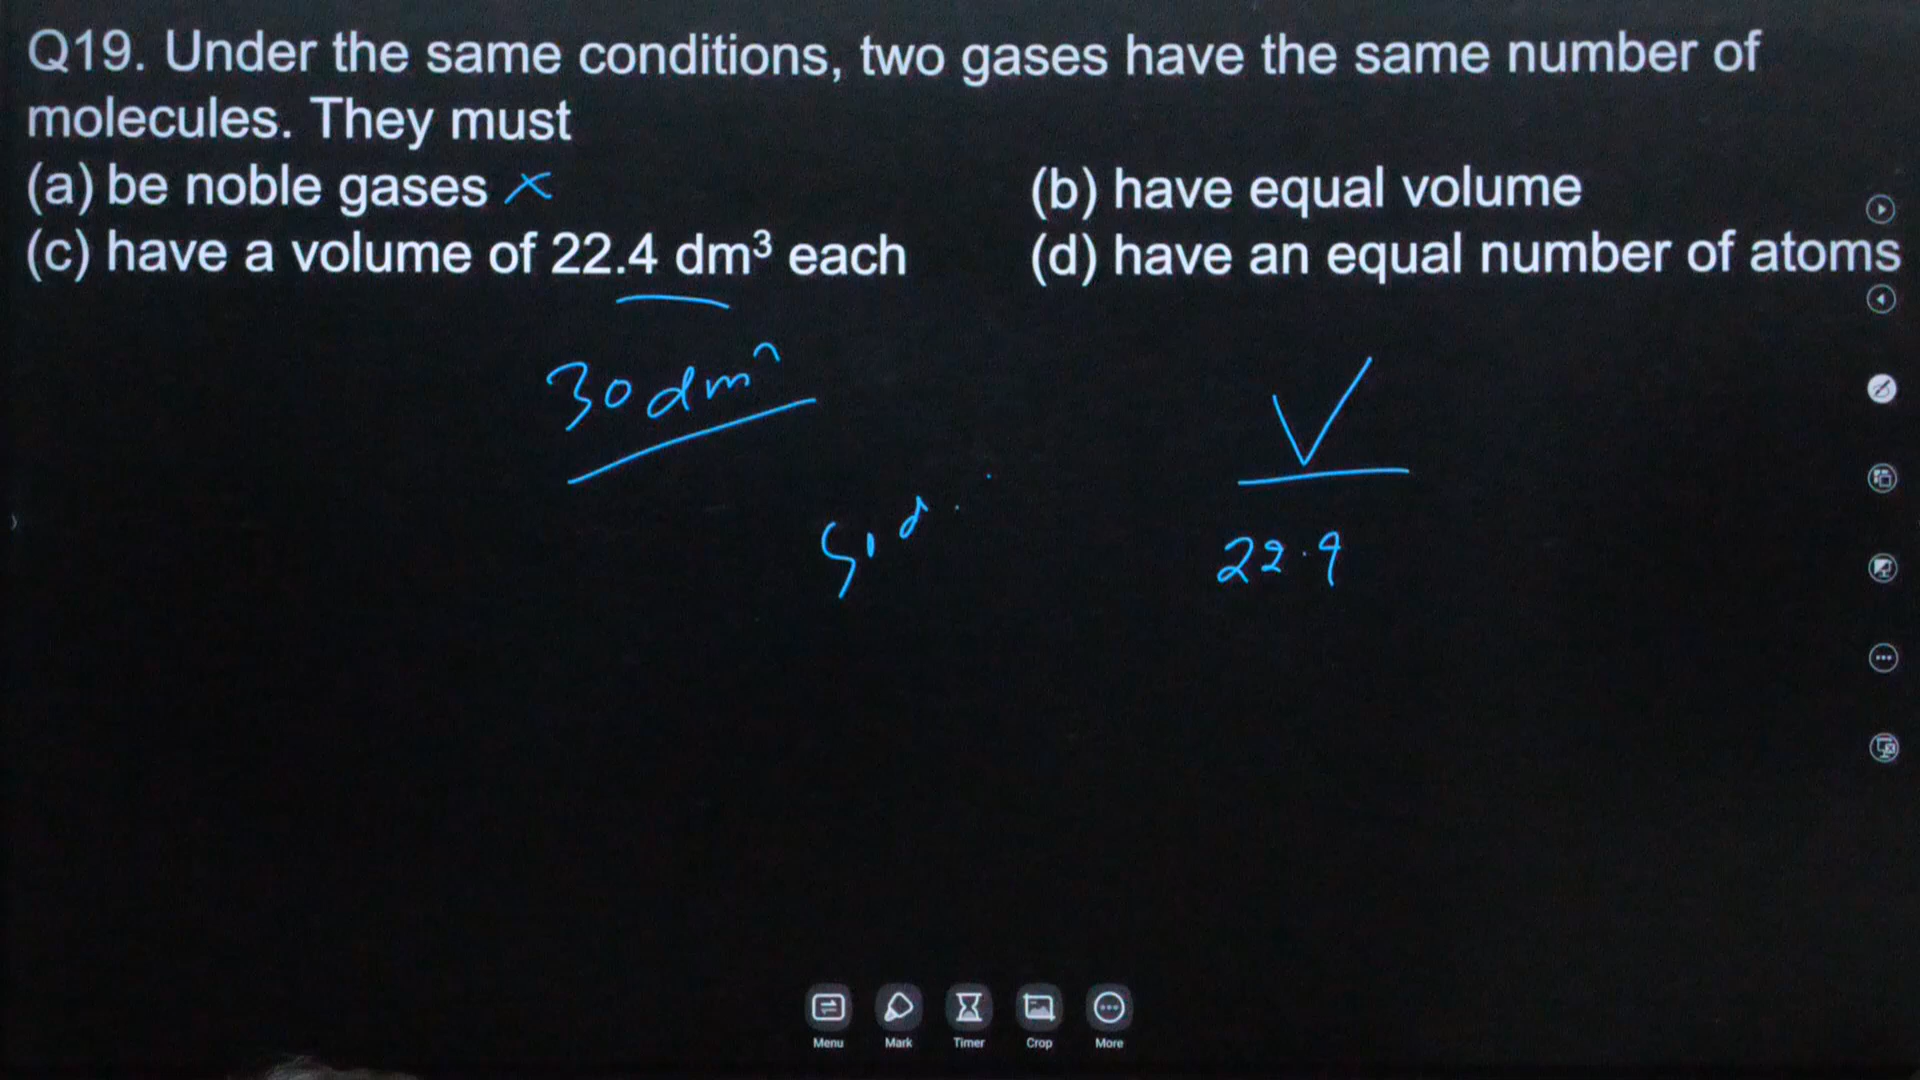 Q19. Under the same conditions, two gases have the same number of
molecules. They must
(a) be noble gases ×
(b) have equal volume
(c) have a volume of 22.4 dm³ each
(d) have an equal number of atoms
30 dm
V
22.4
Menu Mark Timer Crop More